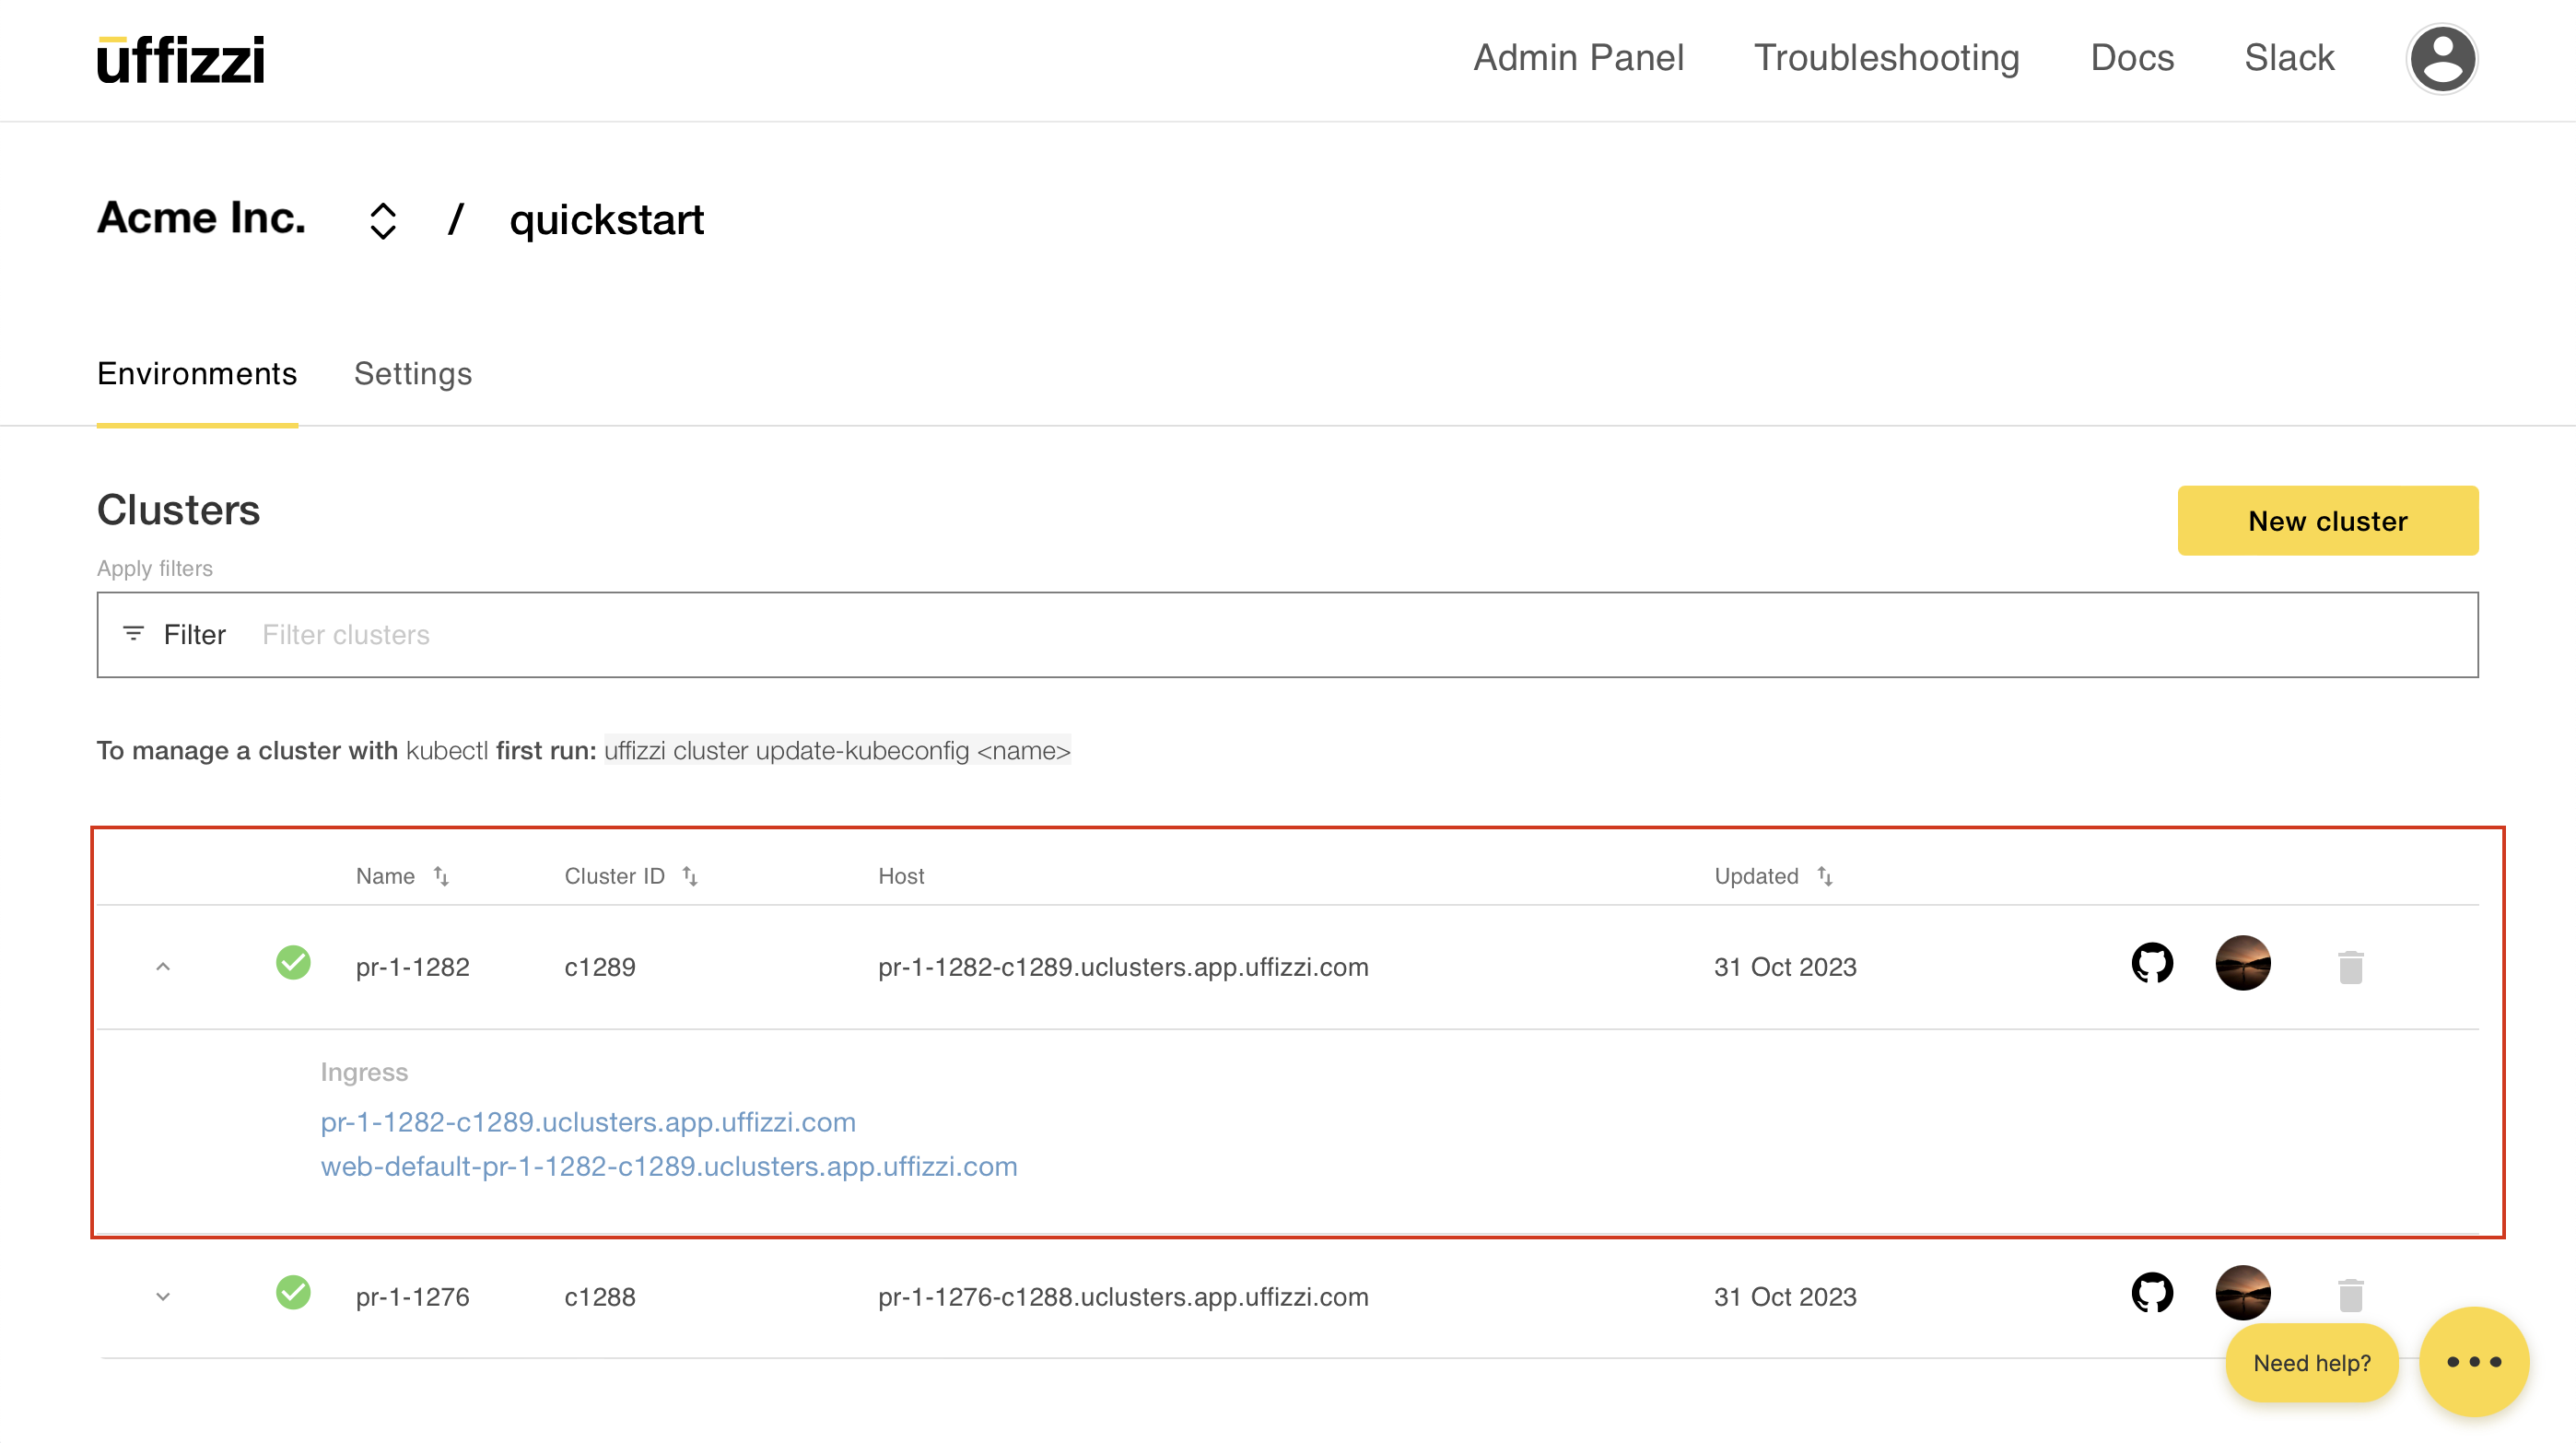 uffizzi
Admin Panel Troubleshooting Docs Slack
Acme Inc. / quickstart
Environments Settings
Clusters
New cluster
Apply filters
Filter Filter clusters
To manage a cluster with kubectl first run: uffizzi cluster update-kubeconfig <name>
Name Cluster ID Host Updated
pr-1-1282 c1289 pr-1-1282-c1289.uclusters.app.uffizzi.com 31 Oct 2023
Ingress
pr-1-1282-c1289.uclusters.app.uffizzi.com
web-default-pr-1-1282-c1289.uclusters.app.uffizzi.com
pr-1-1276 c1288 pr-1-1276-c1288.uclusters.app.uffizzi.com 31 Oct 2023
Need help?